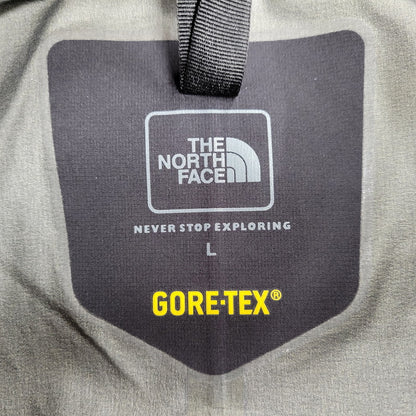 THE
NORTH
FACE
NEVER STOP EXPLORING
L
GORE-TEX®